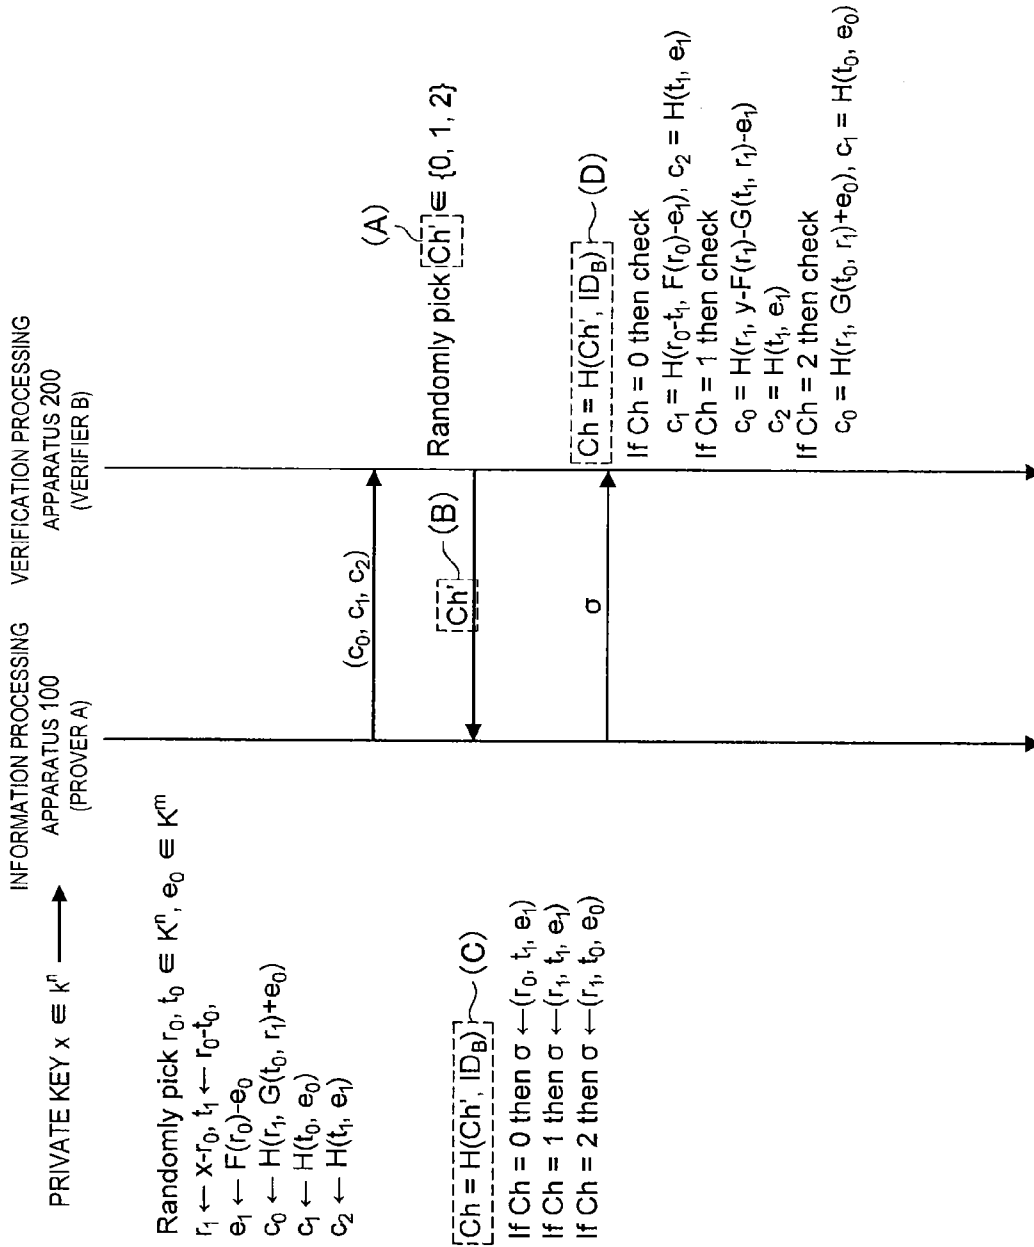 INFORMATION PROCESSING
APPARATUS 100
(PROVER A)
VERIFICATION PROCESSING
APPARATUS 200
(VERIFIER B)
PRIVATE KEY x ∈ kⁿ
Randomly pick r₀, t₀ ∈ Kⁿ, e₀ ∈ Kᵐ
r₁ ← x-r₀, t₁ ← r₀-t₀,
e₁ ← F(r₀)-e₀
c₀ ← H(r₁, G(t₀, r₁)+e₀)
c₁ ← H(t₀, e₀)
c₂ ← H(t₁, e₁)
(c₀, c₁, c₂)
(A)
Randomly pick Ch' ∈ {0, 1, 2}
Ch'
(B)
Ch = H(Ch', ID_B)
(C)
If Ch = 0 then σ ←(r₀, t₁, e₁)
If Ch = 1 then σ ←(r₁, t₁, e₁)
If Ch = 2 then σ ←(r₁, t₀, e₀)
σ
Ch = H(Ch', ID_B)
(D)
If Ch = 0 then check
c₁ = H(r₀-t₁, F(r₀)-e₁), c₂ = H(t₁, e₁)
If Ch = 1 then check
c₀ = H(r₁, y-F(r₁)-G(t₁, r₁)-e₁)
c₂ = H(t₁, e₁)
If Ch = 2 then check
c₀ = H(r₁, G(t₀, r₁)+e₀), c₁ = H(t₀, e₀)